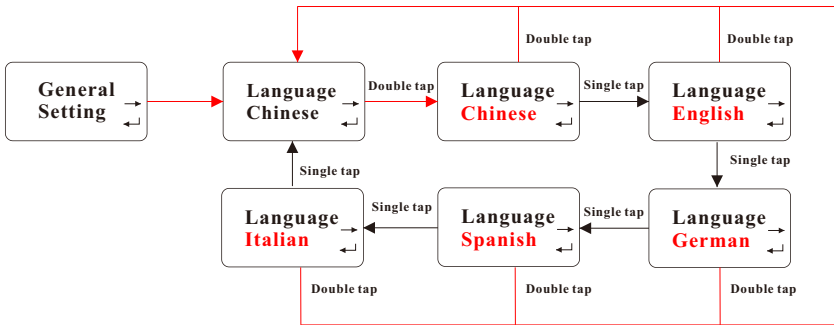 Double tap
Double tap
General
Setting
Language
Chinese
Double tap
Language
Chinese
Single tap
Language
English
Single tap
Single tap
Language
Italian
Single tap
Language
Spanish
Single tap
Language
German
Double tap
Double tap
Double tap